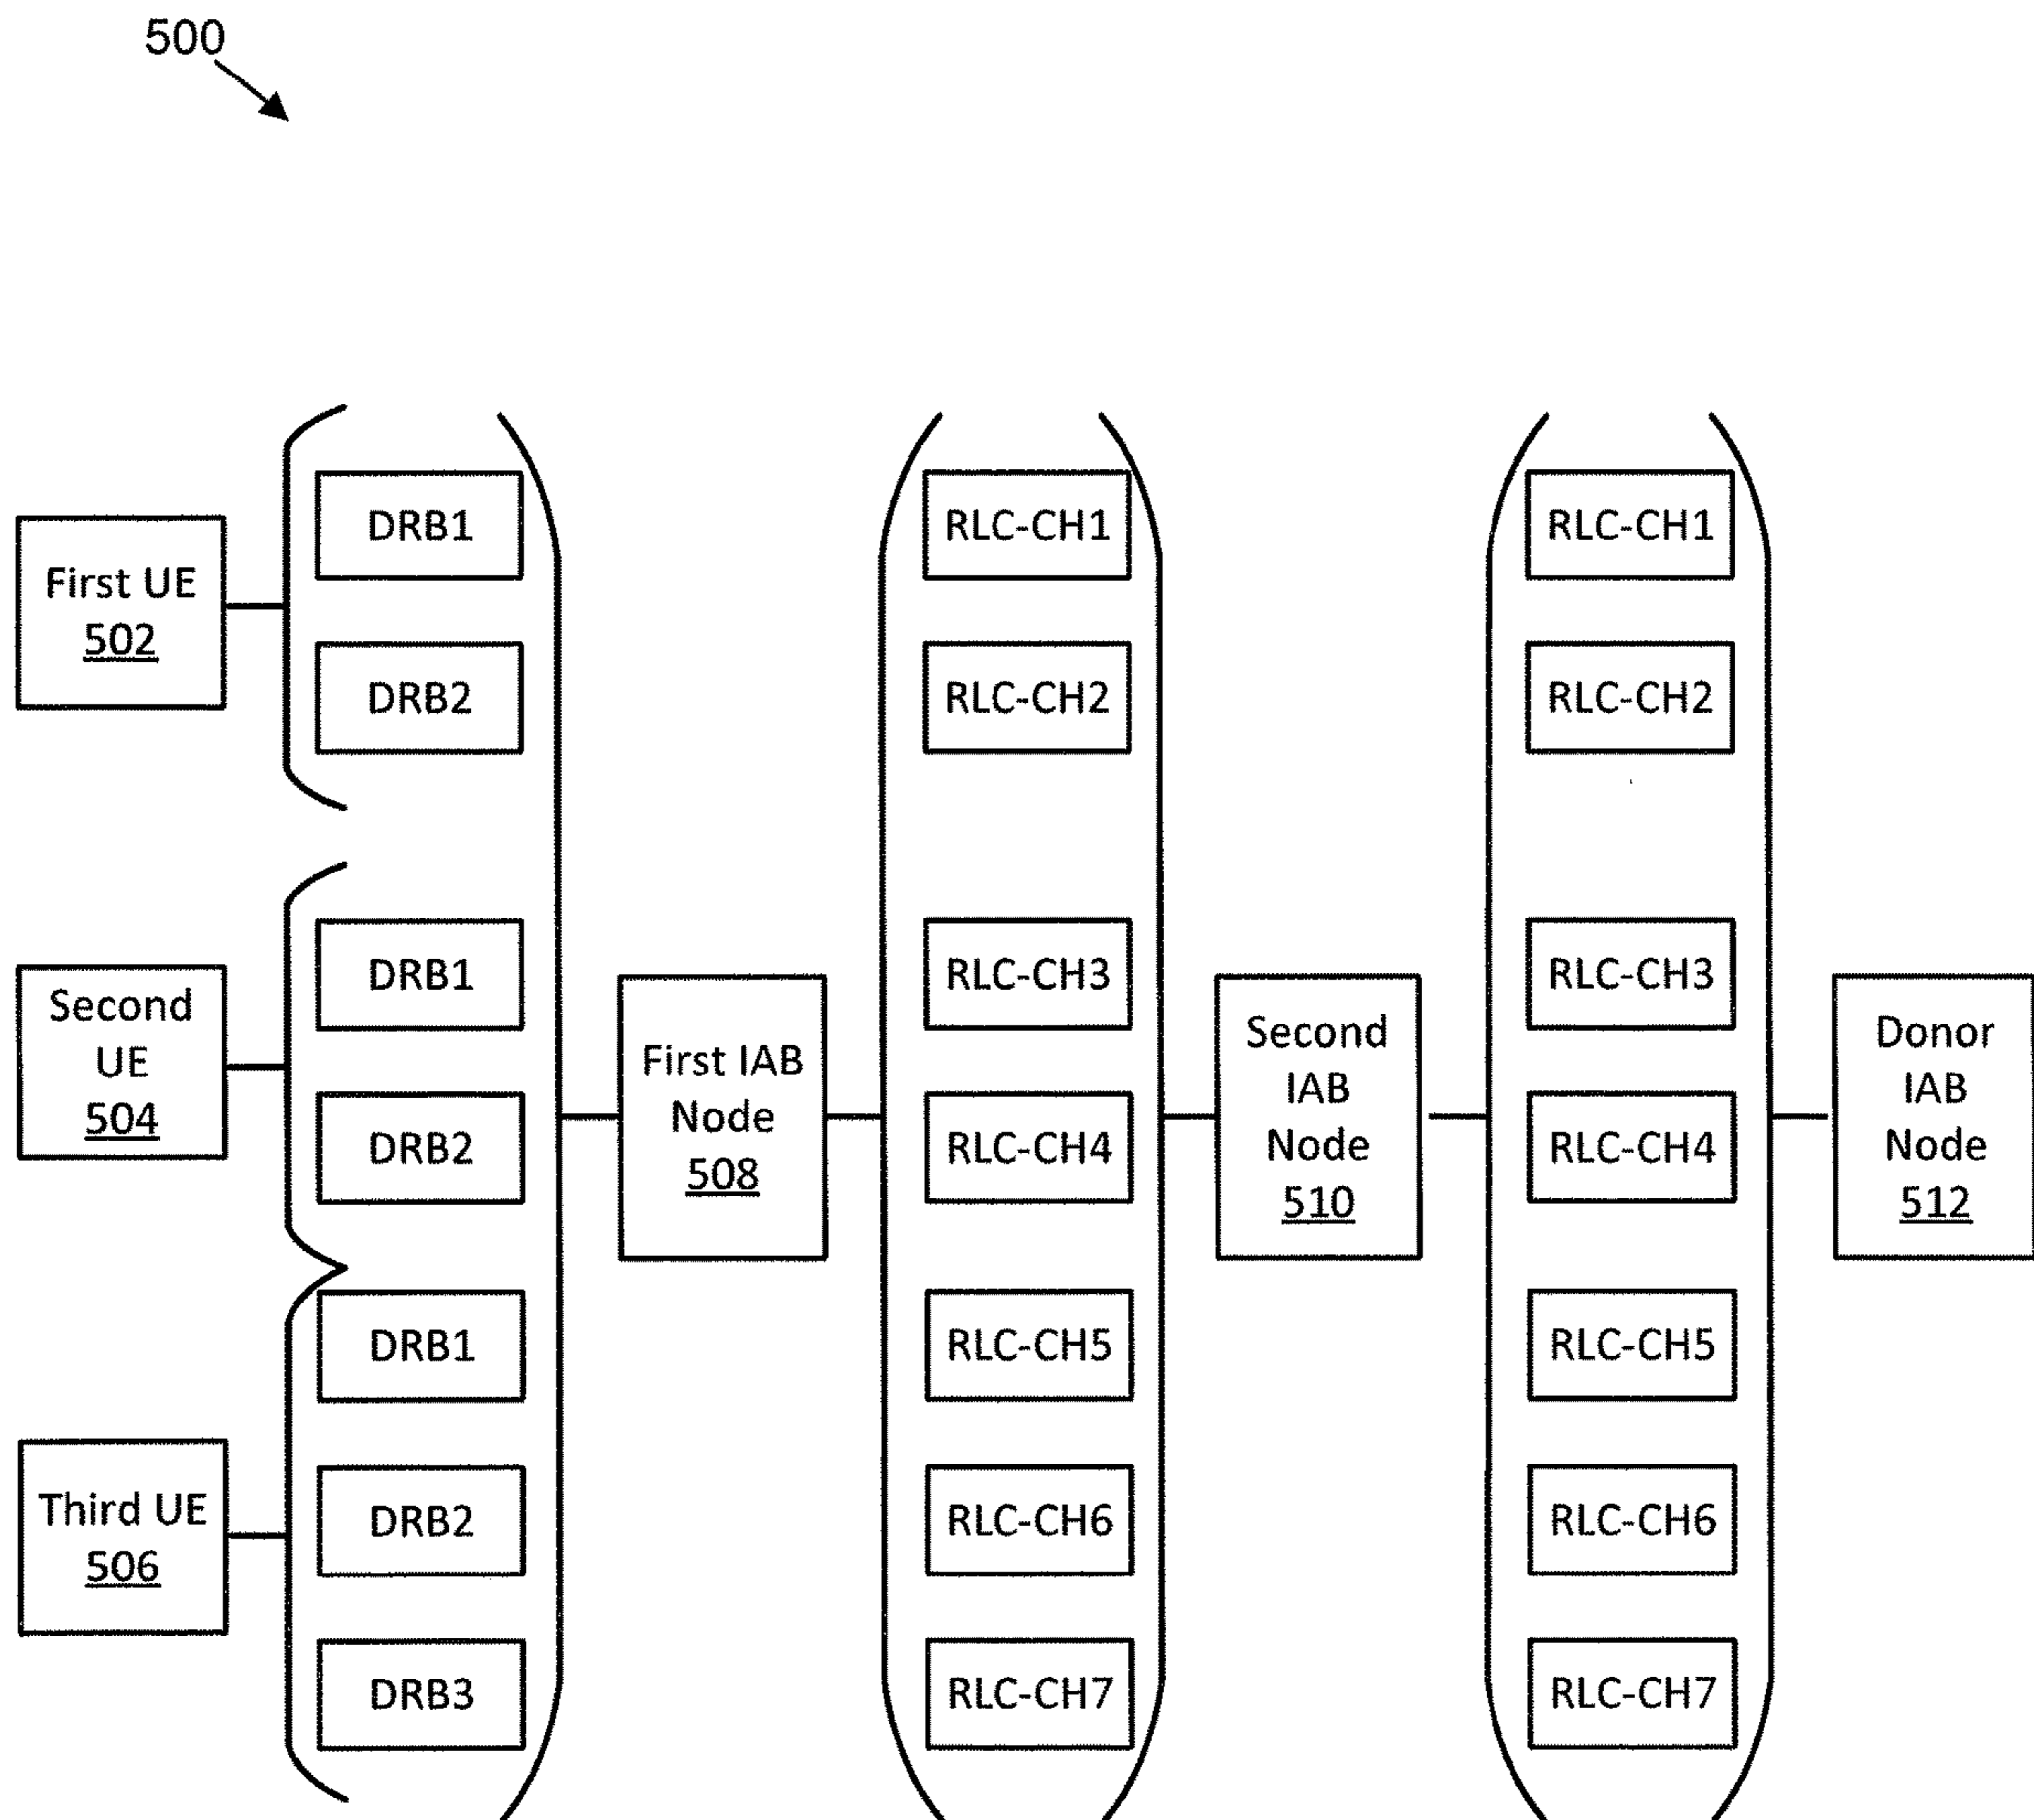 500
First UE
502
DRB1
DRB2
Second
UE
504
DRB1
DRB2
Third UE
506
DRB1
DRB2
DRB3
First IAB
Node
508
RLC-CH1
RLC-CH2
RLC-CH3
RLC-CH4
RLC-CH5
RLC-CH6
RLC-CH7
Second
IAB
Node
510
RLC-CH1
RLC-CH2
RLC-CH3
RLC-CH4
RLC-CH5
RLC-CH6
RLC-CH7
Donor
IAB
Node
512